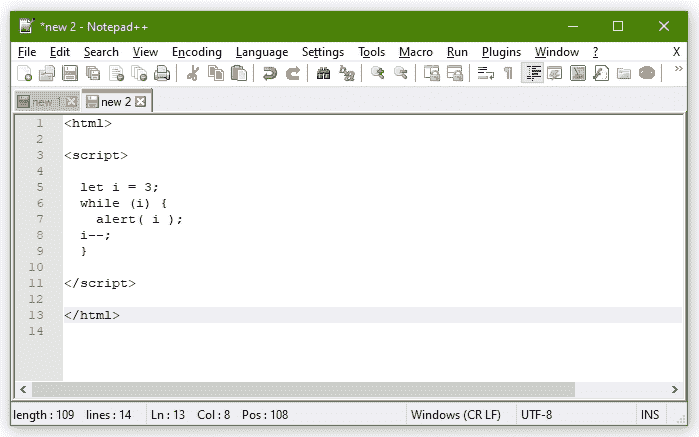 *new 2 - Notepad++
File Edit Search View Encoding Language Settings Tools Macro Run Plugins Window ? X
new 1 new 2
1 <html>
2
3 <script>
4
5 let i = 3;
6 while (i) {
7 alert( i );
8 i--;
9 }
10
11 </script>
12
13 </html>
14
length : 109 lines : 14 Ln : 13 Col : 8 Pos : 108 Windows (CR LF) UTF-8 INS